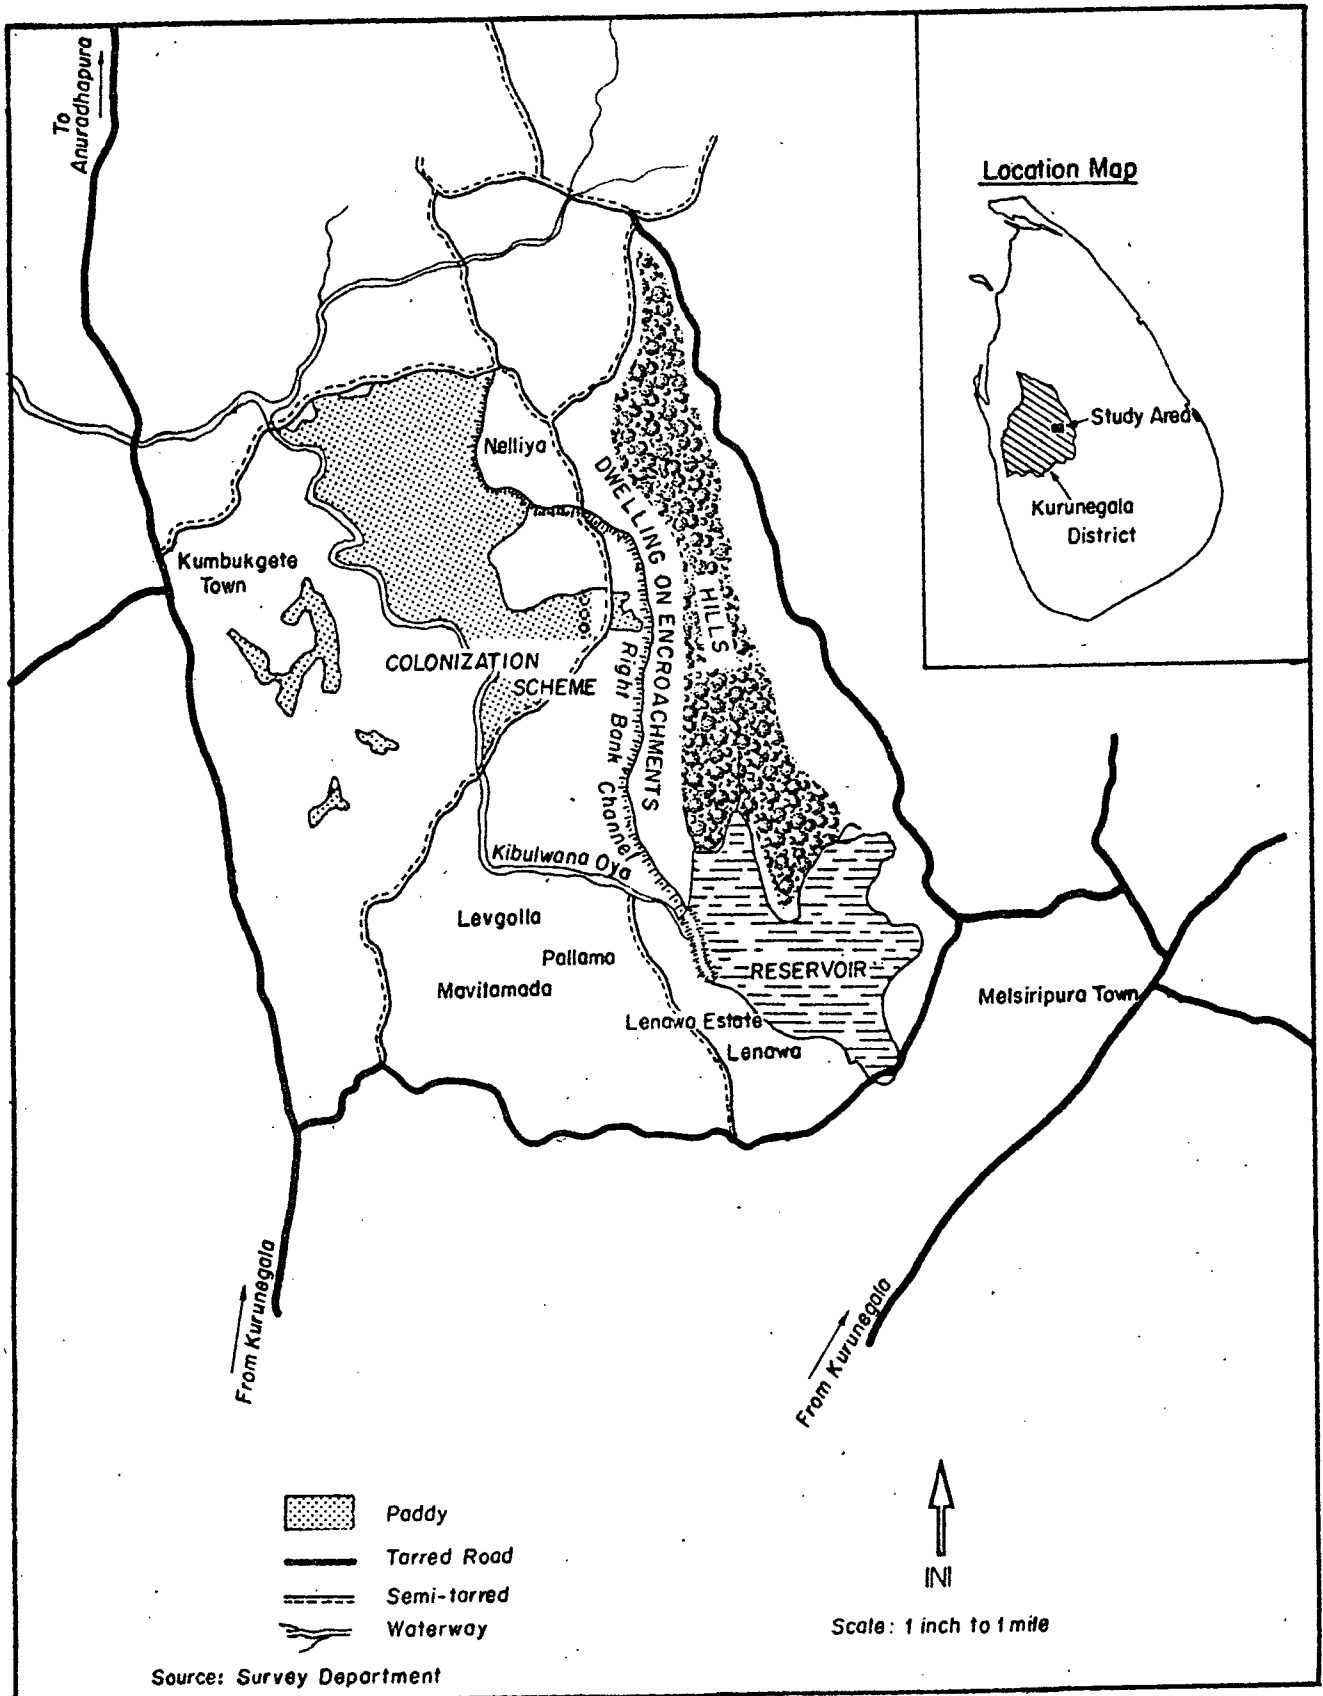 To
Anuradhapura
Location Map
Study Area
Kurunegala
District
Nelliya
DWELLING ON ENCROACHMENTS
HILLS
Kumbukgete
Town
COLONIZATION
SCHEME
Right Bank Channel
Kibulwana Oya
Levgolla
Pallama
Mavitamada
RESERVOIR
Melsiripura Town
Lenawa Estate
Lenawa
From Kurunegala
From Kurunegala
Paddy
Tarred Road
Semi-tarred
Waterway
N
Scale: 1 inch to 1 mile
Source: Survey Department